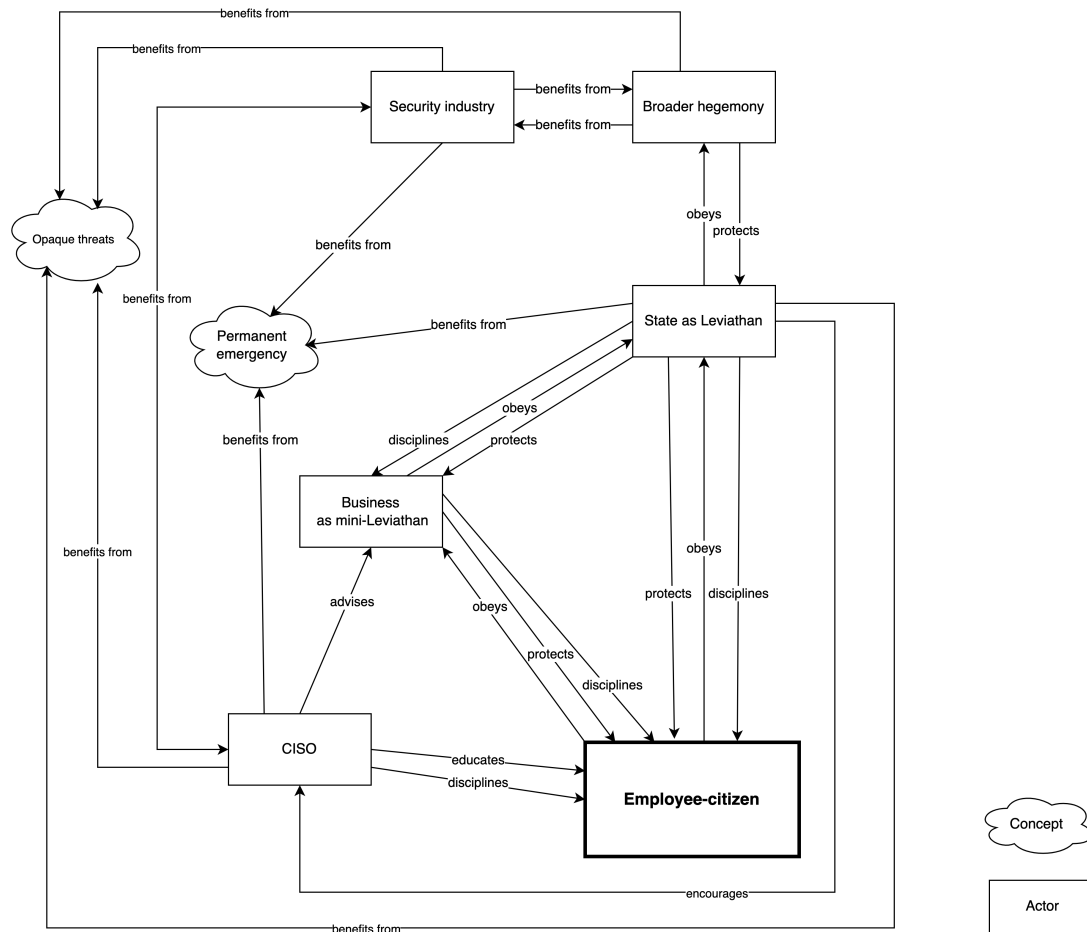 benefits from
benefits from
Security industry
benefits from
Broader hegemony
benefits from
obeys
protects
Opaque threats
benefits from
benefits from
State as Leviathan
benefits from
Permanent
emergency
obeys
disciplines
protects
benefits from
Business
as mini-Leviathan
benefits from
obeys
protects
disciplines
advises
obeys
protects
disciplines
CISO
educates
disciplines
Employee-citizen
encourages
benefits from
Concept
Actor